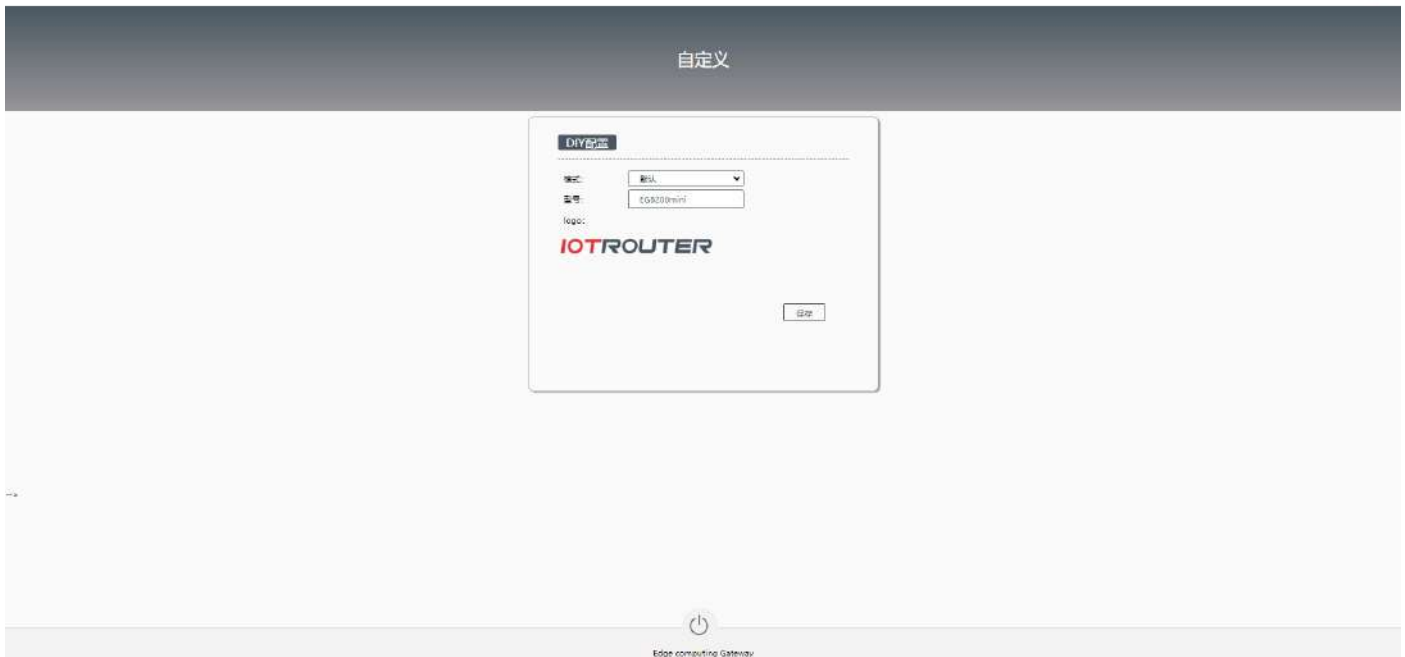 自定义
DIY配置
模式: 默认
型号: EG8200mini
logo:
IOTROUTER
保存
-->
Edge computing Gateway